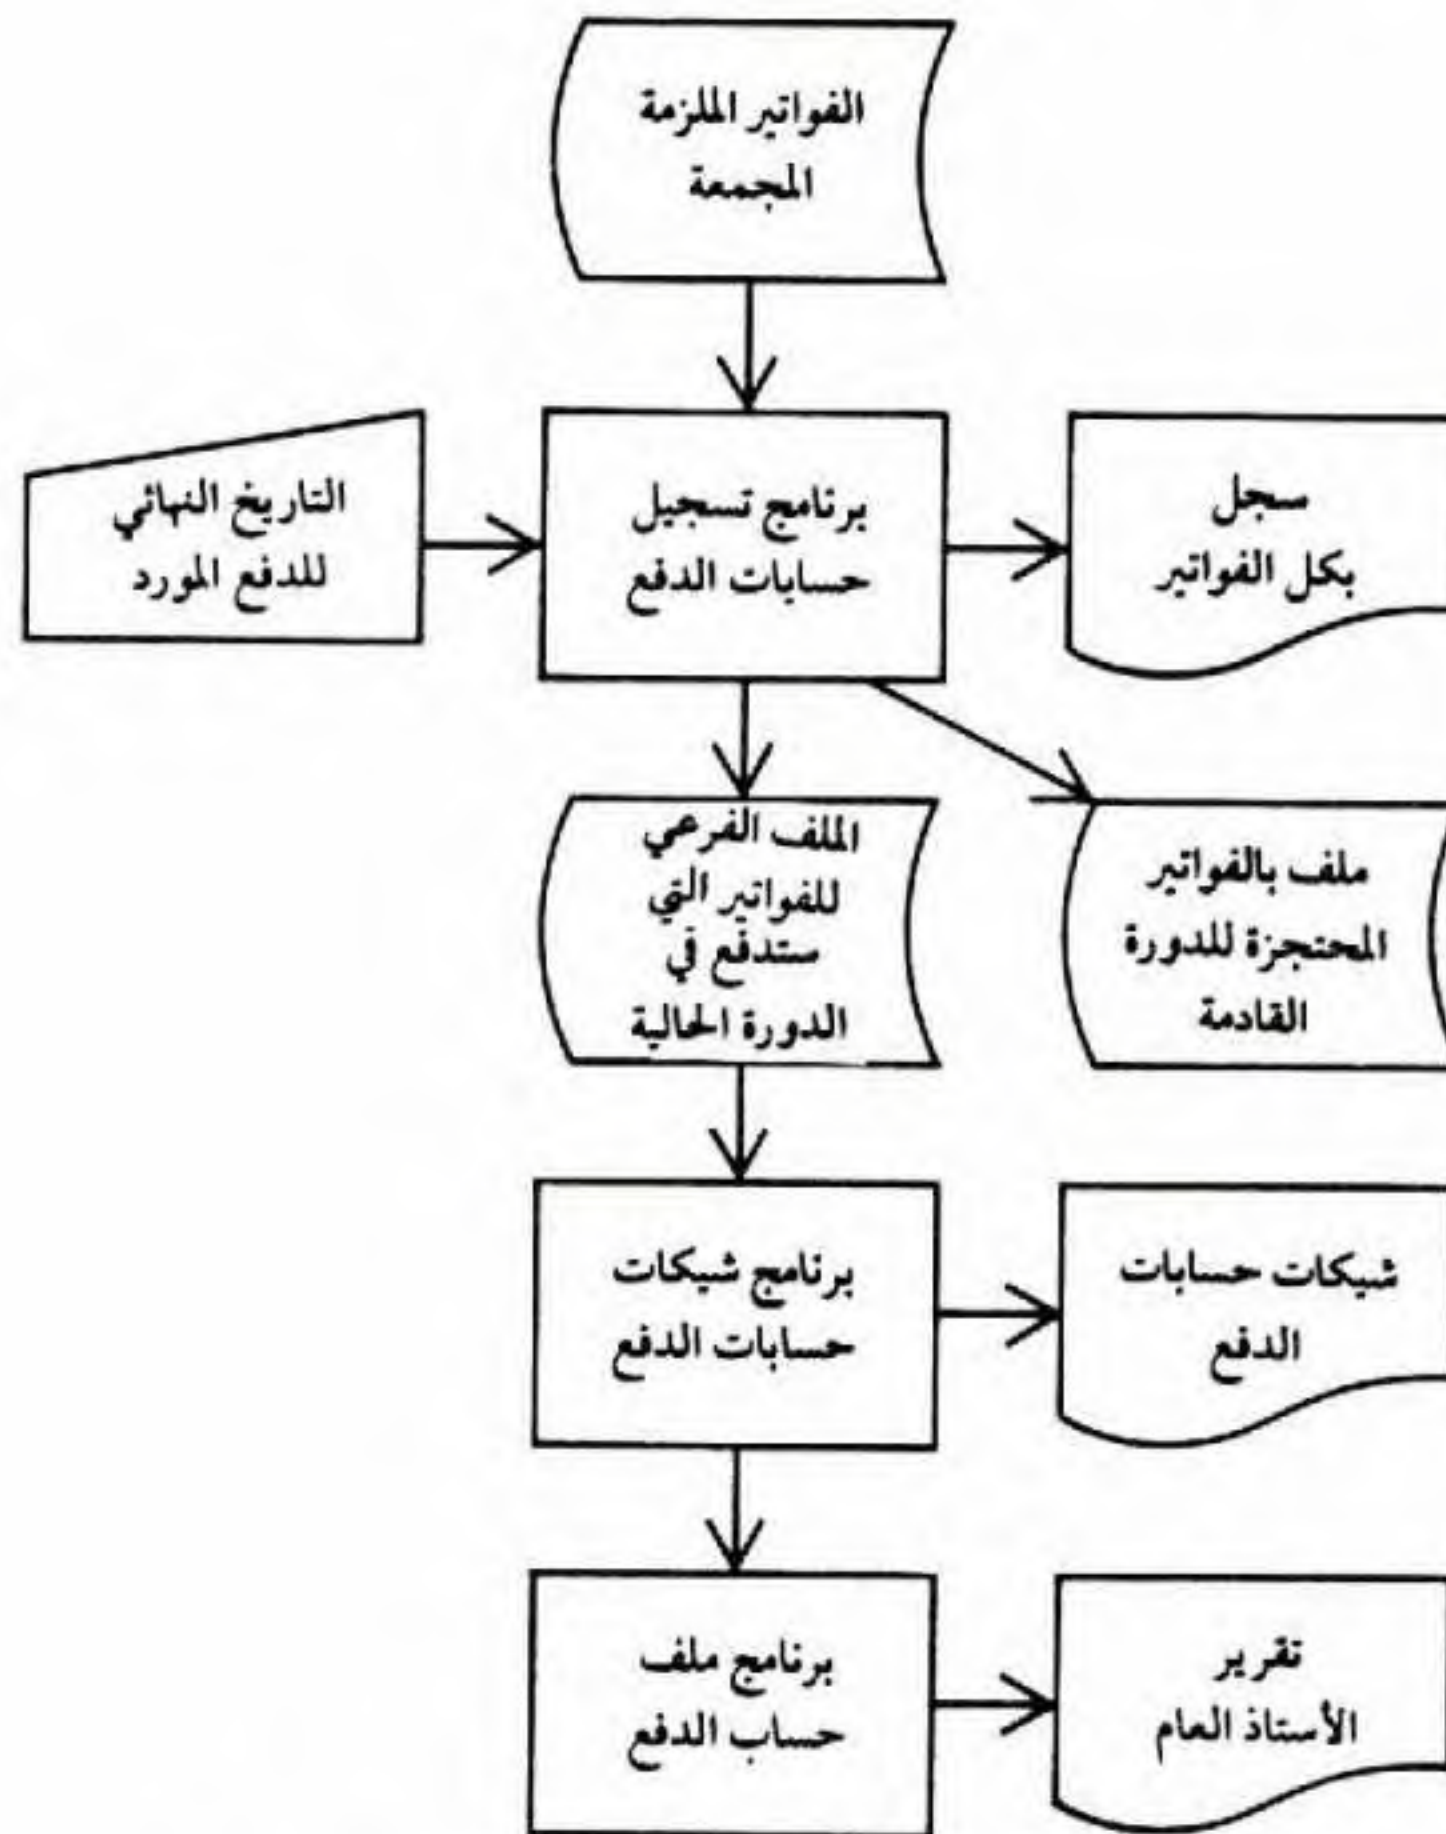 الفواتير الملزمة
المجمعة
التاريخ النهائي
للدفع المورد
برنامج تسجيل
حسابات الدفع
سجل
بكل الفواتير
الملف الفرعي
للفواتير التي
ستدفع في
الدورة الحالية
ملف بالفواتير
المحتجزة للدورة
القادمة
برنامج شيكات
حسابات الدفع
شيكات حسابات
الدفع
برنامج ملف
حساب الدفع
تقرير
الأستاذ العام